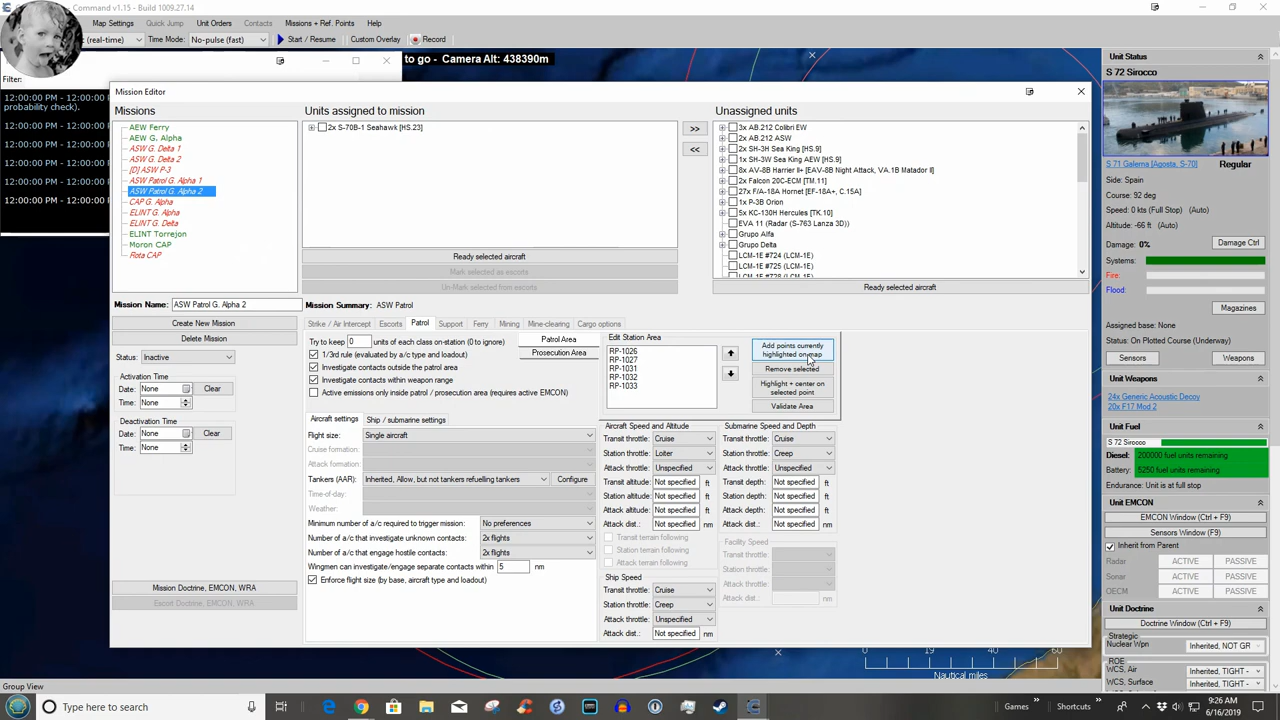 Command v1.15 - Build 1009.27.14
Map Settings Quick Jump Unit Orders Contacts Missions + Ref. Points Help
(real-time) Time Mode: No-pulse (fast) Start / Resume Custom Overlay Record
to go - Camera Alt: 438390m
Filter:
12:00:00 PM - 12:00:00
probability check).
12:00:00 PM - 12:00:00
12:00:00 PM - 12:00:00
12:00:00 PM - 12:00:00
12:00:00 PM - 12:00:00
12:00:00 PM - 12:00:00
Mission Editor
Missions
AEW Ferry
AEW G. Alpha
ASW G. Delta 1
ASW G. Delta 2
[D] ASW P-3
ASW Patrol G. Alpha 1
ASW Patrol G. Alpha 2
CAP G. Alpha
ELINT G. Alpha
ELINT G. Delta
ELINT Torrejon
Moron CAP
Rota CAP
Units assigned to mission
2x S-70B-1 Seahawk [HS.23]
Ready selected aircraft
Mark selected as escorts
Un-Mark selected from escorts
>>
<<
Unassigned units
3x AB.212 Colibri EW
2x AB.212 ASW
2x SH-3H Sea King [HS.9]
1x SH-3W Sea King AEW [HS.9]
8x AV-8B Harrier II+ [EAV-8B Night Attack, VA.1B Matador II]
2x Falcon 20C-ECM [TM.11]
27x F/A-18A Hornet [EF-18A+, C.15A]
1x P-3B Orion
5x KC-130H Hercules [TK.10]
EVA 11 (Radar (S-763 Lanza 3D))
Grupo Alfa
Grupo Delta
LCM-1E #724 (LCM-1E)
LCM-1E #725 (LCM-1E)
LCM-1E #728 (LCM-1E)
Ready selected aircraft
Mission Name: ASW Patrol G. Alpha 2
Create New Mission
Delete Mission
Status: Inactive
Activation Time
Date: None Clear
Time: None
Deactivation Time
Date: None Clear
Time: None
Mission Doctrine, EMCON, WRA
Escort Doctrine, EMCON, WRA
Mission Summary: ASW Patrol
Strike / Air Intercept Escorts Patrol Support Ferry Mining Mine-clearing Cargo options
Try to keep 0 units of each class on-station (0 to ignore)
1/3rd rule (evaluated by a/c type and loadout)
Investigate contacts outside the patrol area
Investigate contacts within weapon range
Active emissions only inside patrol / prosecution area (requires active EMCON)
Patrol Area
Prosecution Area
Edit Station Area
RP-1026
RP-1027
RP-1031
RP-1032
RP-1033
Add points currently
highlighted on map
Remove selected
Highlight + center on
selected point
Validate Area
Aircraft settings Ship / submarine settings
Flight size: Single aircraft
Cruise formation:
Attack formation:
Tankers (AAR): Inherited, Allow, but not tankers refuelling tankers Configure
Time-of-day:
Weather:
Minimum number of a/c required to trigger mission: No preferences
Number of a/c that investigate unknown contacts: 2x flights
Number of a/c that engage hostile contacts: 2x flights
Wingmen can investigate/engage separate contacts within 5 nm
Enforce flight size (by base, aircraft type and loadout)
Aircraft Speed and Altitude
Transit throttle: Cruise
Station throttle: Loiter
Attack throttle: Unspecified
Transit altitude: Not specified ft
Station altitude: Not specified ft
Attack altitude: Not specified ft
Attack dist.: Not specified nm
Transit terrain following
Station terrain following
Attack terrain following
Ship Speed
Transit throttle: Cruise
Station throttle: Creep
Attack throttle: Unspecified
Attack dist.: Not specified nm
Submarine Speed and Depth
Transit throttle: Cruise
Station throttle: Creep
Attack throttle: Unspecified
Transit depth: Not specified ft
Station depth: Not specified ft
Attack depth: Not specified ft
Attack dist.: Not specified nm
Facility Speed
Transit throttle:
Station throttle:
Attack throttle:
Attack dist.: nm
Unit Status
S 72 Sirocco
S 71 Galerna [Agosta, S-70] Regular
Side: Spain
Course: 92 deg
Speed: 0 kts (Full Stop) (Auto)
Altitude: -66 ft (Auto)
Damage: 0% Damage Ctrl
Systems:
Fire:
Flood:
Magazines
Assigned base: None
Status: On Plotted Course (Underway)
Sensors Weapons
Unit Weapons
24x Generic Acoustic Decoy
20x F17 Mod 2
Unit Fuel
S 72 Sirocco
Diesel: 200000 fuel units remaining
Battery: 5250 fuel units remaining
Endurance: Unit is at full stop
Unit EMCON
EMCON Window (Ctrl + F9)
Sensors Window (F9)
Inherit from Parent
Radar ACTIVE PASSIVE
Sonar ACTIVE PASSIVE
OECM ACTIVE PASSIVE
Unit Doctrine
Doctrine Window (Ctrl + F9)
Strategic
Nuclear Wpn Inherited, NOT GR
ROE
WCS, Air Inherited, TIGHT -
WCS, Surface Inherited, TIGHT -
0 19 39 60
Nautical miles
Group View
Type here to search
Games Shortcuts
9:26 AM
6/16/2019